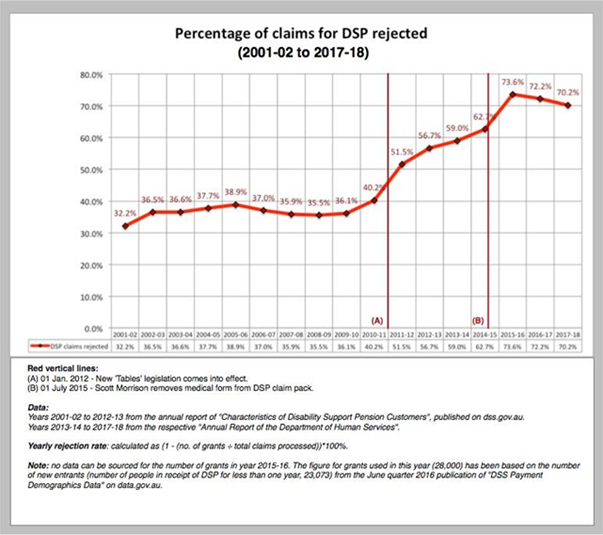 Percentage of claims for DSP rejected
(2001-02 to 2017-18)
80.0%
70.0%
60.0%
50.0%
40.0%
30.0%
20.0%
10.0%
0.0%
32.2% 36.5% 36.6% 37.7% 38.9% 37.0% 35.9% 35.5% 36.1% 40.2% 51.5% 56.7% 59.0% 62.7% 73.6% 72.2% 70.2%
(A) (B)
2001-02 2002-03 2003-04 2004-05 2005-06 2006-07 2007-08 2008-09 2009-10 2010-11 2011-12 2012-13 2013-14 2014-15 2015-16 2016-17 2017-18
DSP claims rejected 32.2% 36.5% 36.6% 37.7% 38.9% 37.0% 35.9% 35.5% 36.1% 40.2% 51.5% 56.7% 59.0% 62.7% 73.6% 72.2% 70.2%
Red vertical lines:
(A) 01 Jan. 2012 - New 'Tables' legislation comes into effect.
(B) 01 July 2015 - Scott Morrison removes medical form from DSP claim pack.
Data:
Years 2001-02 to 2012-13 from the annual report of "Characteristics of Disability Support Pension Customers", published on dss.gov.au.
Years 2013-14 to 2017-18 from the respective "Annual Report of the Department of Human Services".
Yearly rejection rate: calculated as (1 - (no. of grants ÷ total claims processed))*100%.
Note: no data can be sourced for the number of grants in year 2015-16. The figure for grants used in this year (28,000) has been based on the number
of new entrants (number of people in receipt of DSP for less than one year, 23,073) from the June quarter 2016 publication of "DSS Payment
Demographics Data" on data.gov.au.